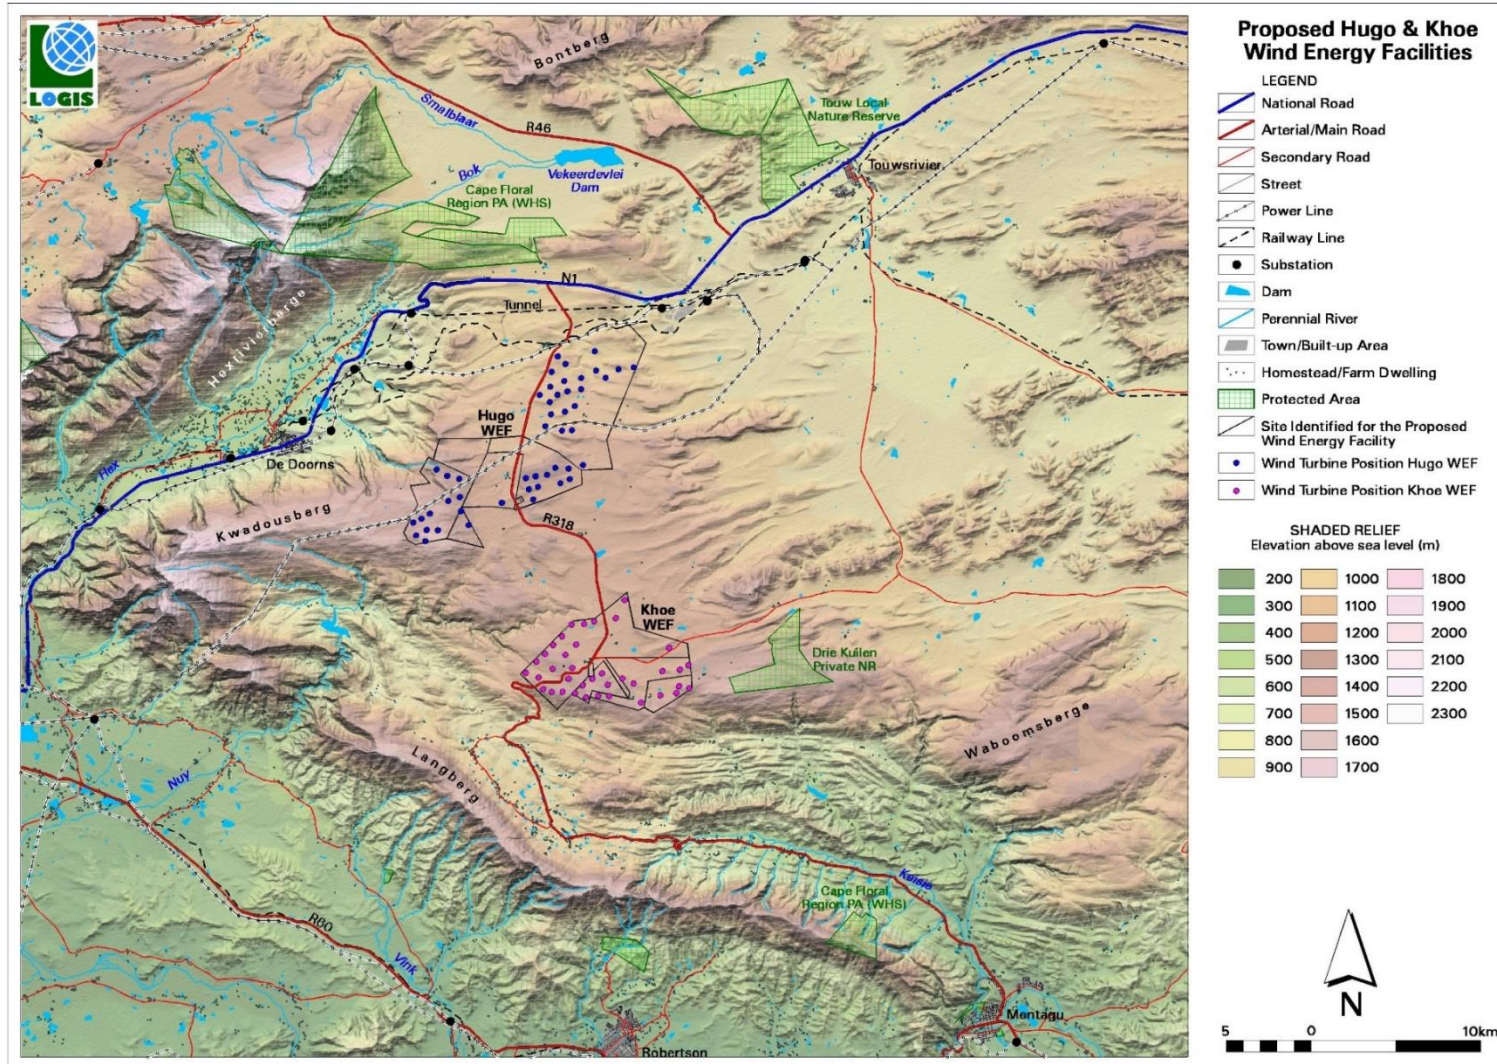 LOGIS
Bontberg
Smalblaar
R46
Touw Local
Nature Reserve
Touwsrivier
Bok
Vekeerdevlei
Dam
Cape Floral
Region PA (WHS)
N1
Tunnel
Hugo
WEF
De Doorns
Hex
Kwadousberg
R318
Khoe
WEF
Drie Kuilen
Private NR
Waboomsberge
Langberg
Nuy
Keisie
Cape Floral
Region PA (WHS)
R60
Vink
Montagu
Robertson
Proposed Hugo & Khoe
Wind Energy Facilities
LEGEND
National Road
Arterial/Main Road
Secondary Road
Street
Power Line
Railway Line
Substation
Dam
Perennial River
Town/Built-up Area
Homestead/Farm Dwelling
Protected Area
Site Identified for the Proposed
Wind Energy Facility
Wind Turbine Position Hugo WEF
Wind Turbine Position Khoe WEF
SHADED RELIEF
Elevation above sea level (m)
200 1000 1800
300 1100 1900
400 1200 2000
500 1300 2100
600 1400 2200
700 1500 2300
800 1600
900 1700
N
5 0 10km